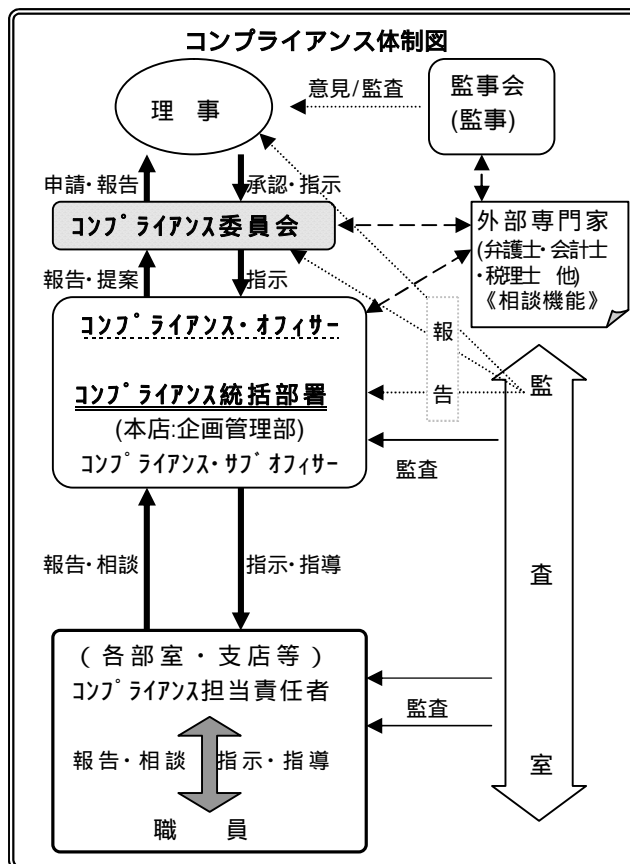 コンプライアンス体制図
理　事
意見/監査
監事会
(監事)
申請・報告
承認・指示
コンプライアンス委員会
外部専門家
(弁護士・会計士
・税理士　他)
《相談機能》
報告・提案
指示
コンプライアンス・オフィサー
コンプライアンス統括部署
(本店:企画管理部)
コンプライアンス・サブオフィサー
報
告
監
査
室
監査
報告・相談
指示・指導
(各部室・支店等)
コンプライアンス担当責任者
監査
報告・相談
指示・指導
職　員